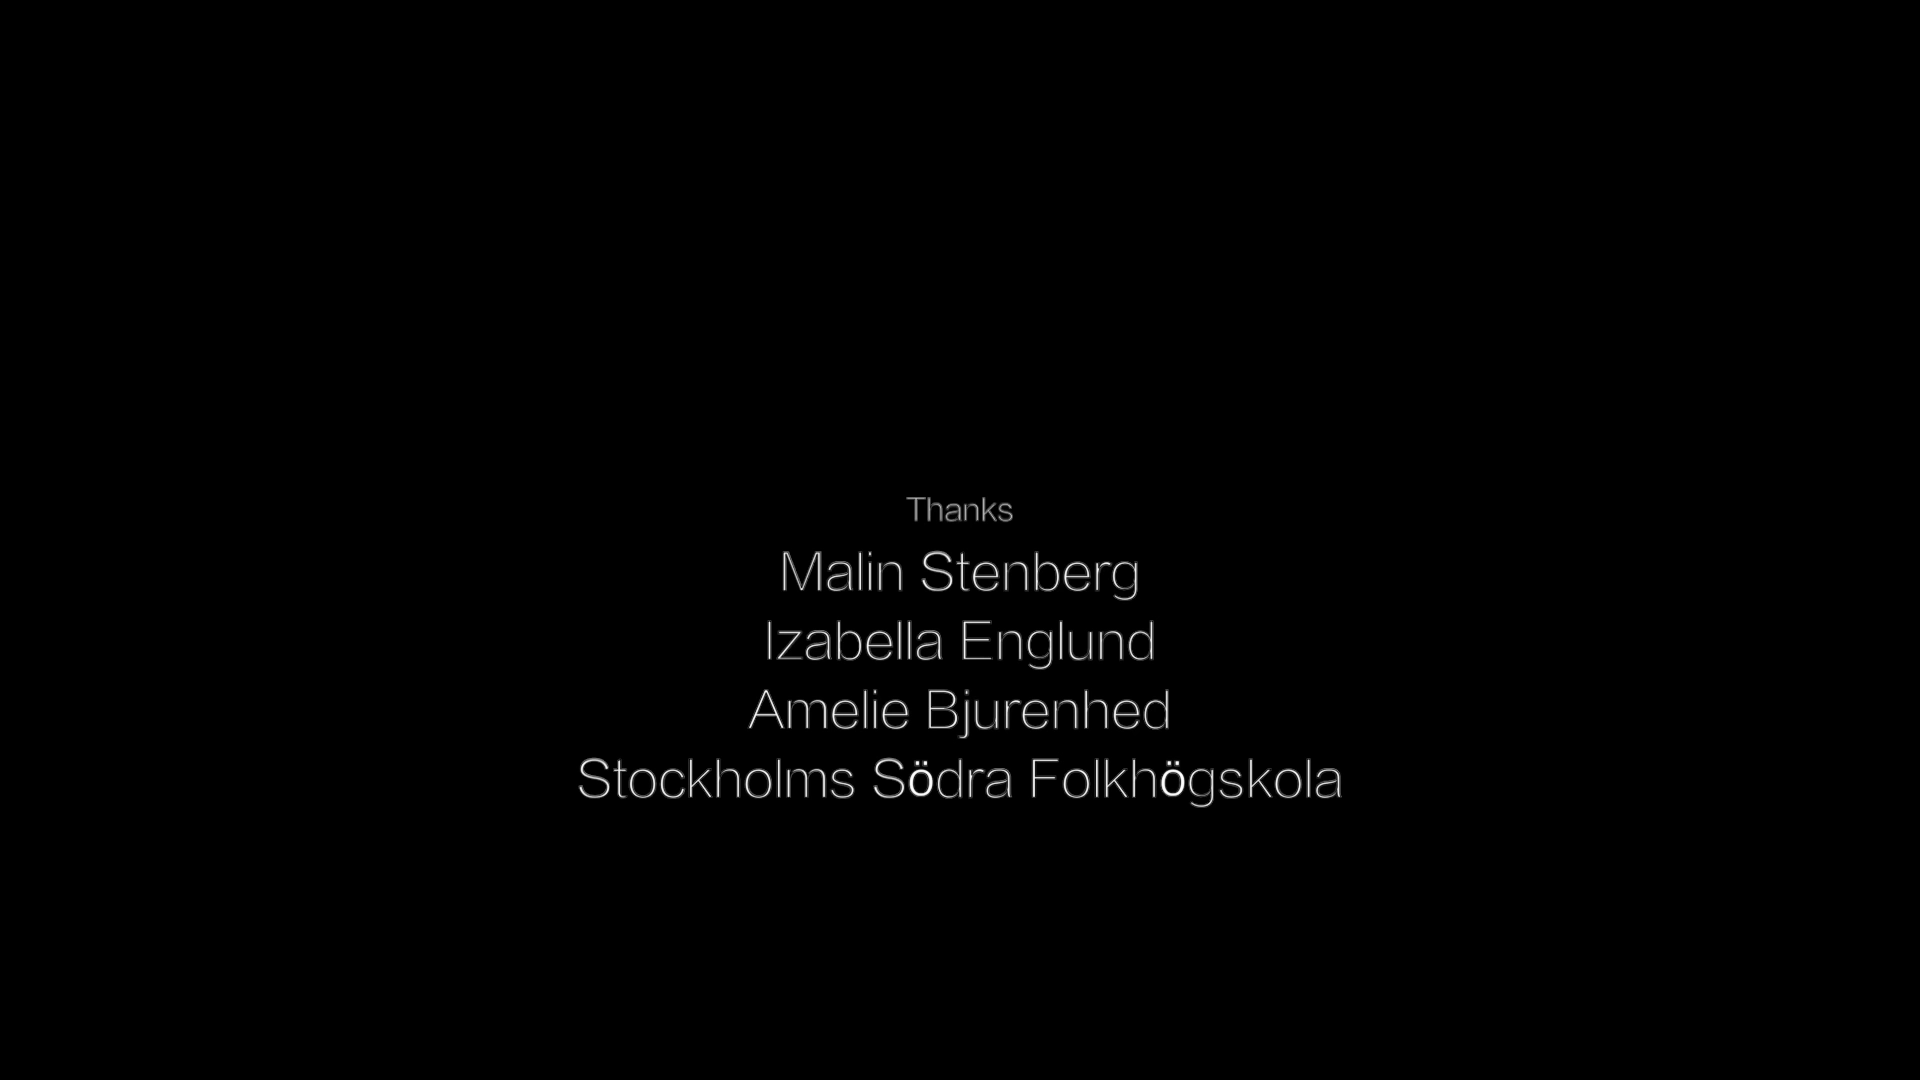 Thanks
Malin Stenberg
Izabella Englund
Amelie Bjurenhed
Stockholms Södra Folkhögskola